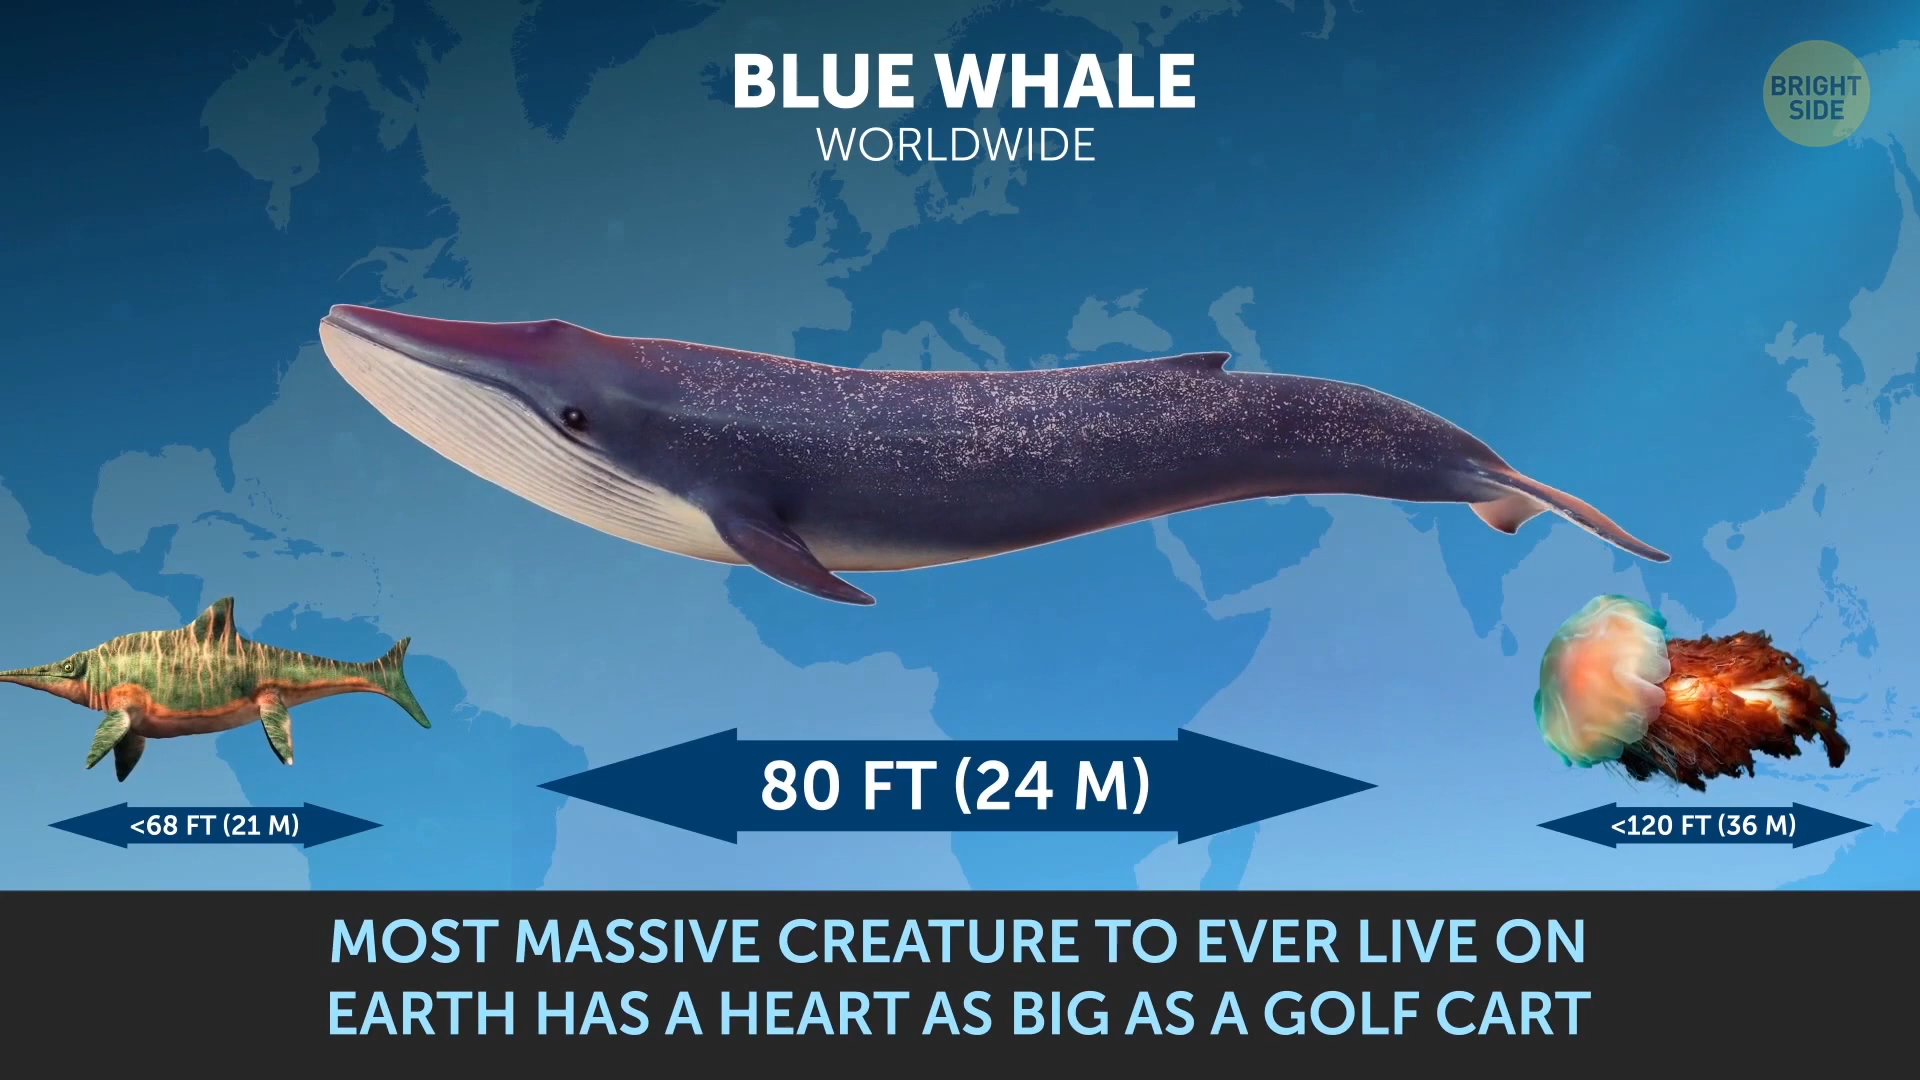 BLUE WHALE
WORLDWIDE
BRIGHT
SIDE
80 FT (24 M)
<68 FT (21 M)
<120 FT (36 M)
MOST MASSIVE CREATURE TO EVER LIVE ON
EARTH HAS A HEART AS BIG AS A GOLF CART